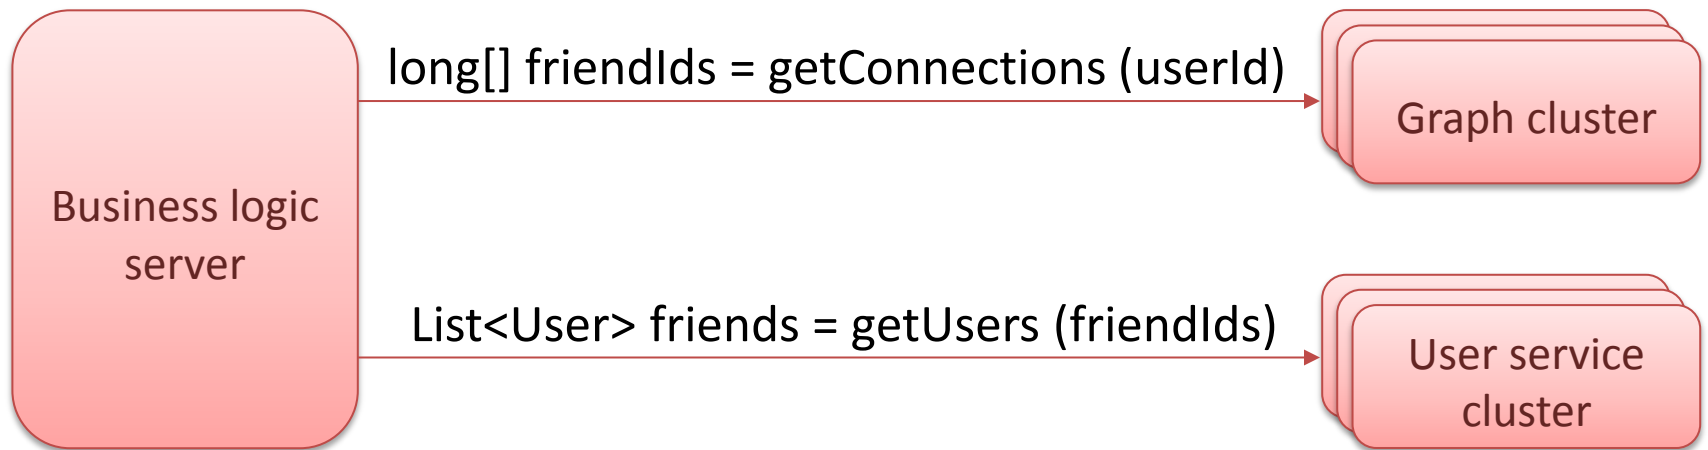 Business logic
server
long[] friendIds = getConnections (userId)
Graph cluster
List<User> friends = getUsers (friendIds)
User service
cluster